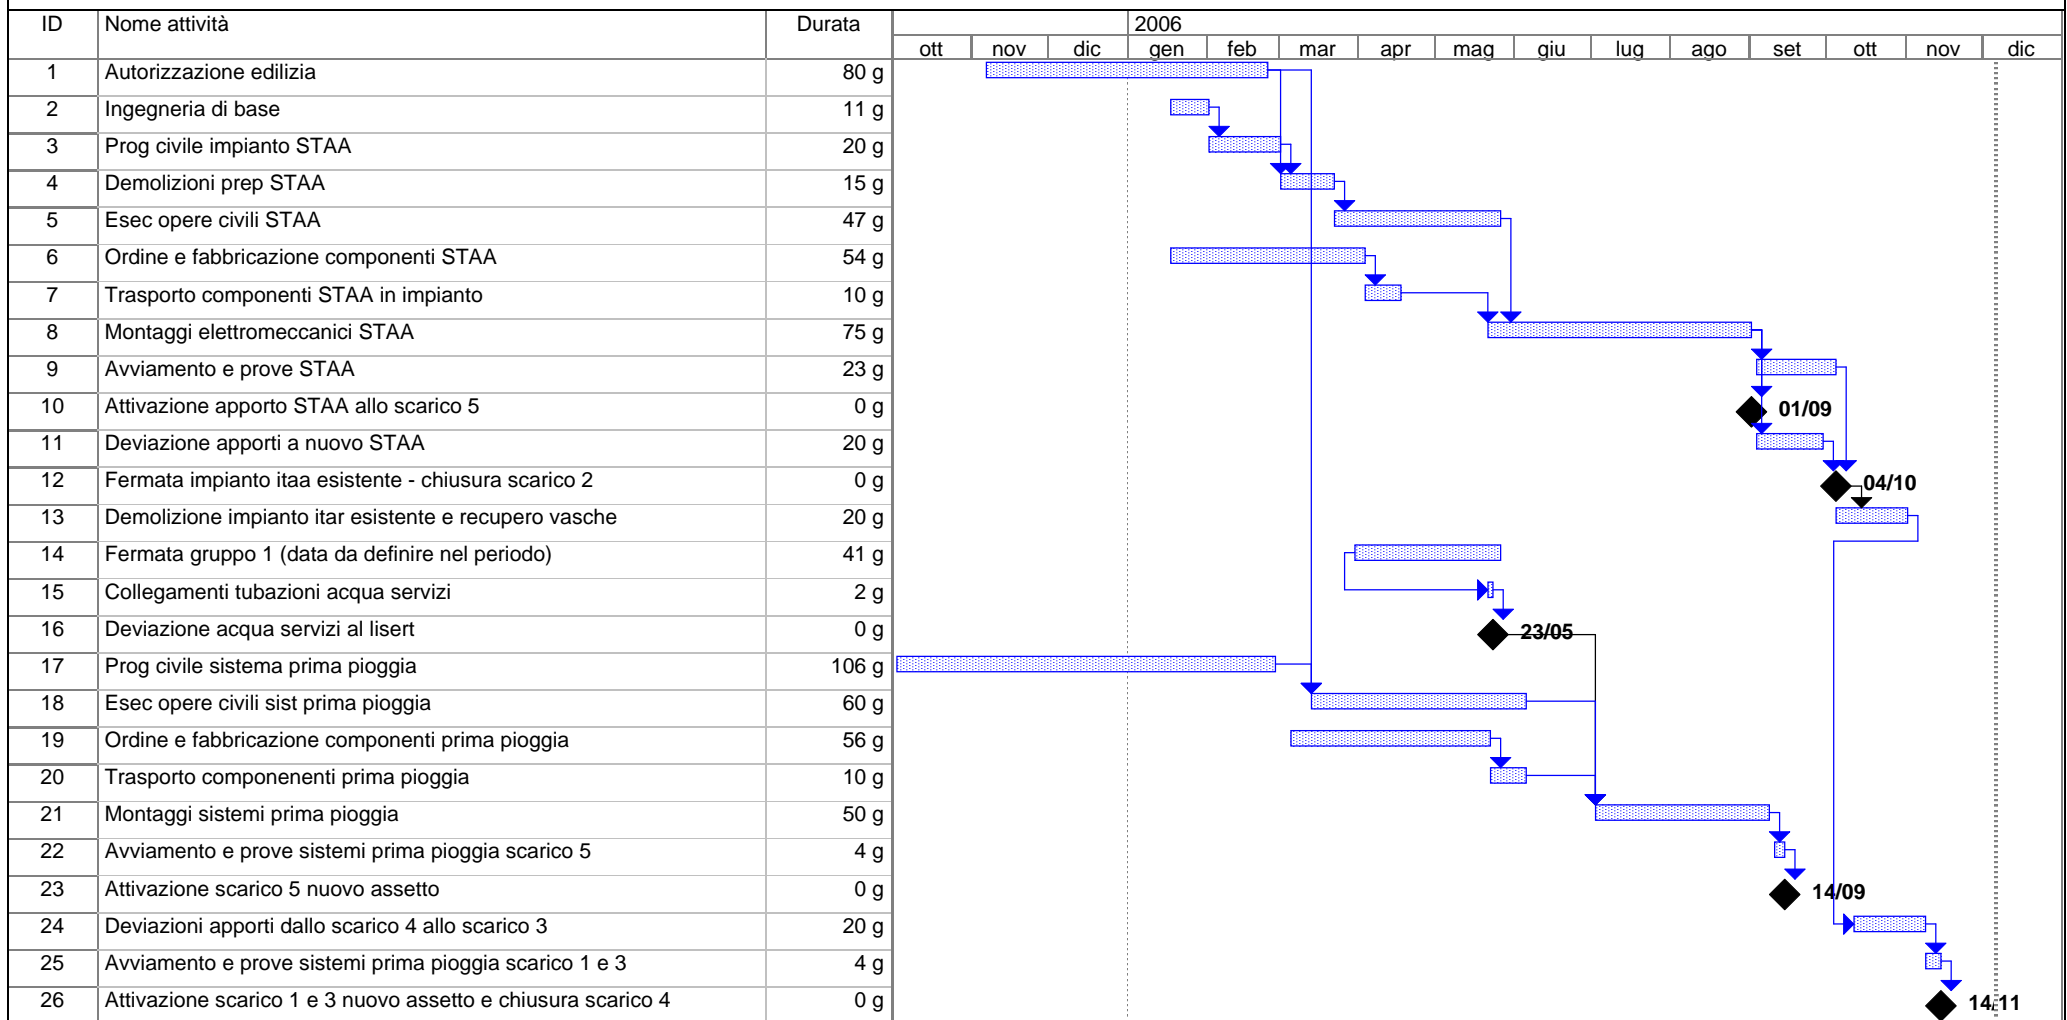 ID Nome attività Durata 2006
ott nov dic gen feb mar apr mag giu lug ago set ott nov dic
1 Autorizzazione edilizia 80 g
2 Ingegneria di base 11 g
3 Prog civile impianto STAA 20 g
4 Demolizioni prep STAA 15 g
5 Esec opere civili STAA 47 g
6 Ordine e fabbricazione componenti STAA 54 g
7 Trasporto componenti STAA in impianto 10 g
8 Montaggi elettromeccanici STAA 75 g
9 Avviamento e prove STAA 23 g
10 Attivazione apporto STAA allo scarico 5 0 g 01/09
11 Deviazione apporti a nuovo STAA 20 g
12 Fermata impianto itaa esistente - chiusura scarico 2 0 g 04/10
13 Demolizione impianto itar esistente e recupero vasche 20 g
14 Fermata gruppo 1 (data da definire nel periodo) 41 g
15 Collegamenti tubazioni acqua servizi 2 g
16 Deviazione acqua servizi al lisert 0 g 23/05
17 Prog civile sistema prima pioggia 106 g
18 Esec opere civili sist prima pioggia 60 g
19 Ordine e fabbricazione componenti prima pioggia 56 g
20 Trasporto componenenti prima pioggia 10 g
21 Montaggi sistemi prima pioggia 50 g
22 Avviamento e prove sistemi prima pioggia scarico 5 4 g
23 Attivazione scarico 5 nuovo assetto 0 g 14/09
24 Deviazioni apporti dallo scarico 4 allo scarico 3 20 g
25 Avviamento e prove sistemi prima pioggia scarico 1 e 3 4 g
26 Attivazione scarico 1 e 3 nuovo assetto e chiusura scarico 4 0 g 14/11